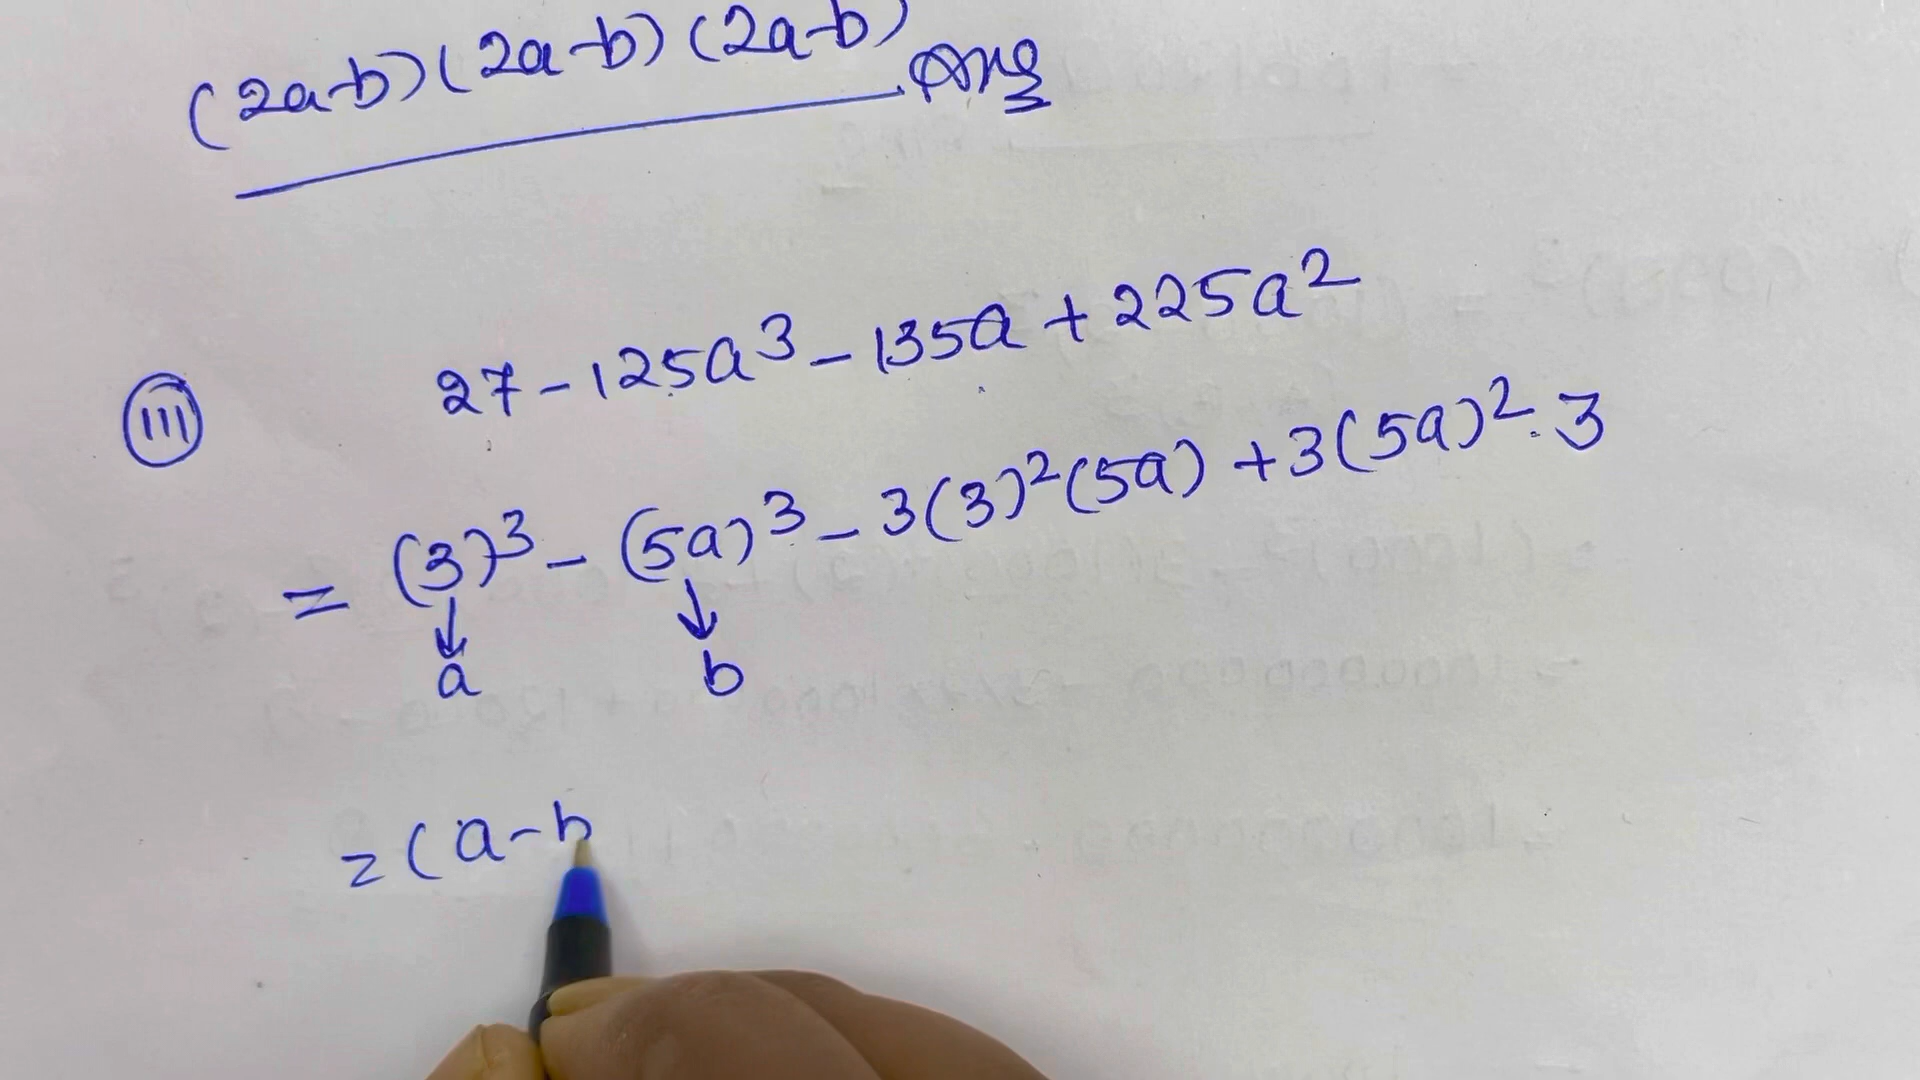 (2a-b)(2a-b)(2a-b) Ans
(iii) 27-125a³-135a+225a²
= (3)³ - (5a)³ - 3(3)²(5a) + 3(5a)².3
a b
= (a-b